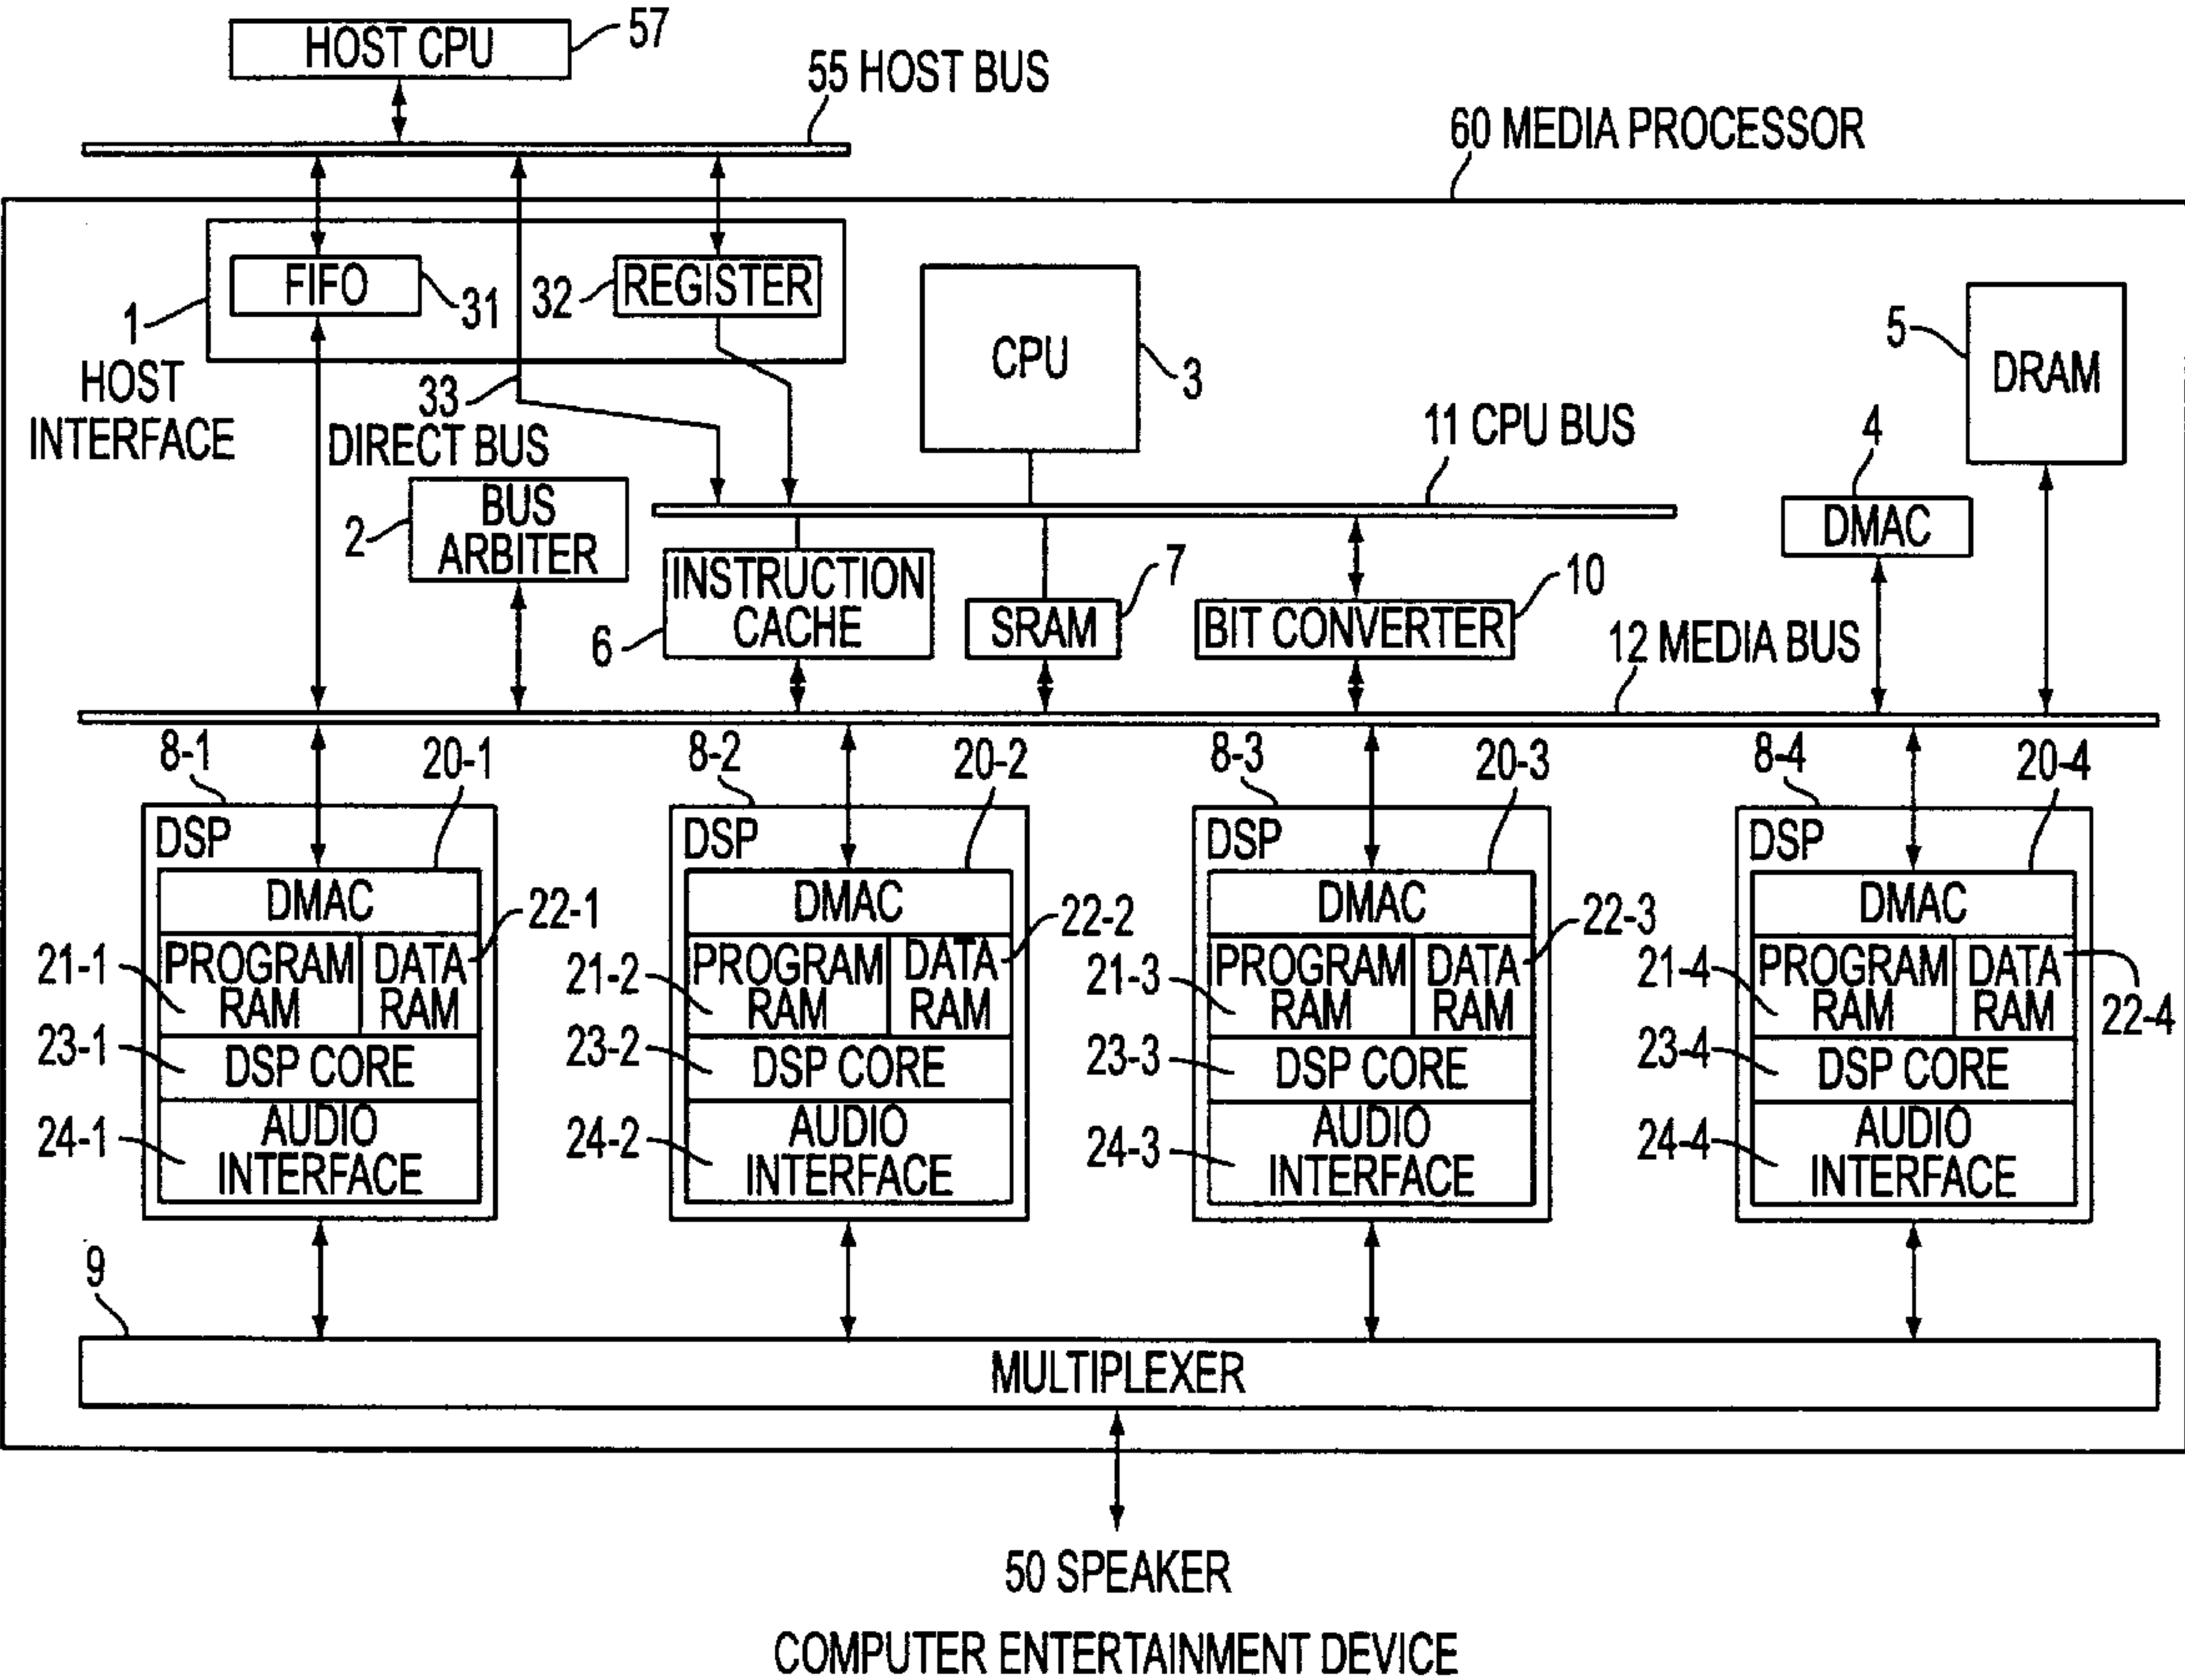 HOST CPU
57
55 HOST BUS
60 MEDIA PROCESSOR
FIFO
31
32
REGISTER
1
HOST
INTERFACE
33
DIRECT BUS
CPU
3
5
DRAM
11 CPU BUS
4
DMAC
2
BUS
ARBITER
6
INSTRUCTION
CACHE
7
SRAM
10
BIT CONVERTER
12 MEDIA BUS
8-1
20-1
8-2
20-2
8-3
20-3
8-4
20-4
DSP
DMAC
21-1
PROGRAM
RAM
DATA
RAM
22-1
23-1
DSP CORE
24-1
AUDIO
INTERFACE
DSP
DMAC
21-2
PROGRAM
RAM
DATA
RAM
22-2
23-2
DSP CORE
24-2
AUDIO
INTERFACE
DSP
DMAC
21-3
PROGRAM
RAM
DATA
RAM
22-3
23-3
DSP CORE
24-3
AUDIO
INTERFACE
DSP
DMAC
21-4
PROGRAM
RAM
DATA
RAM
22-4
23-4
DSP CORE
24-4
AUDIO
INTERFACE
9
MULTIPLEXER
50 SPEAKER
COMPUTER ENTERTAINMENT DEVICE